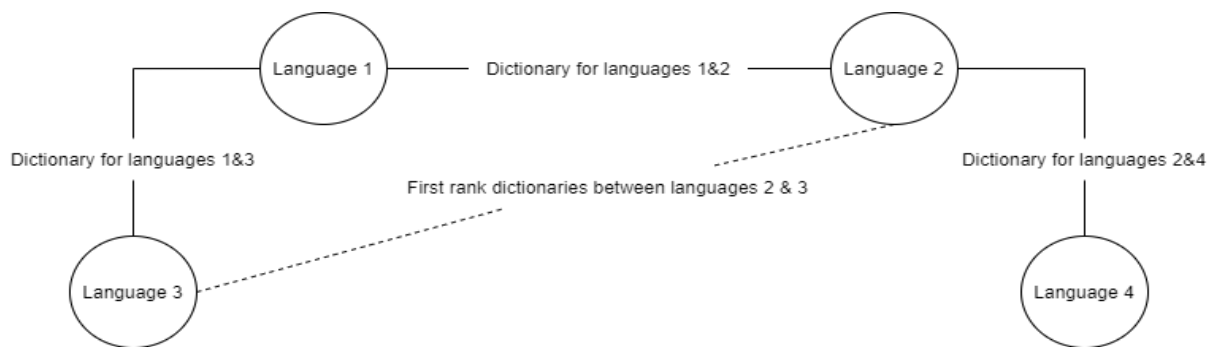 Language 1
Dictionary for languages 1&2
Language 2
Dictionary for languages 1&3
Dictionary for languages 2&4
First rank dictionaries between languages 2 & 3
Language 3
Language 4